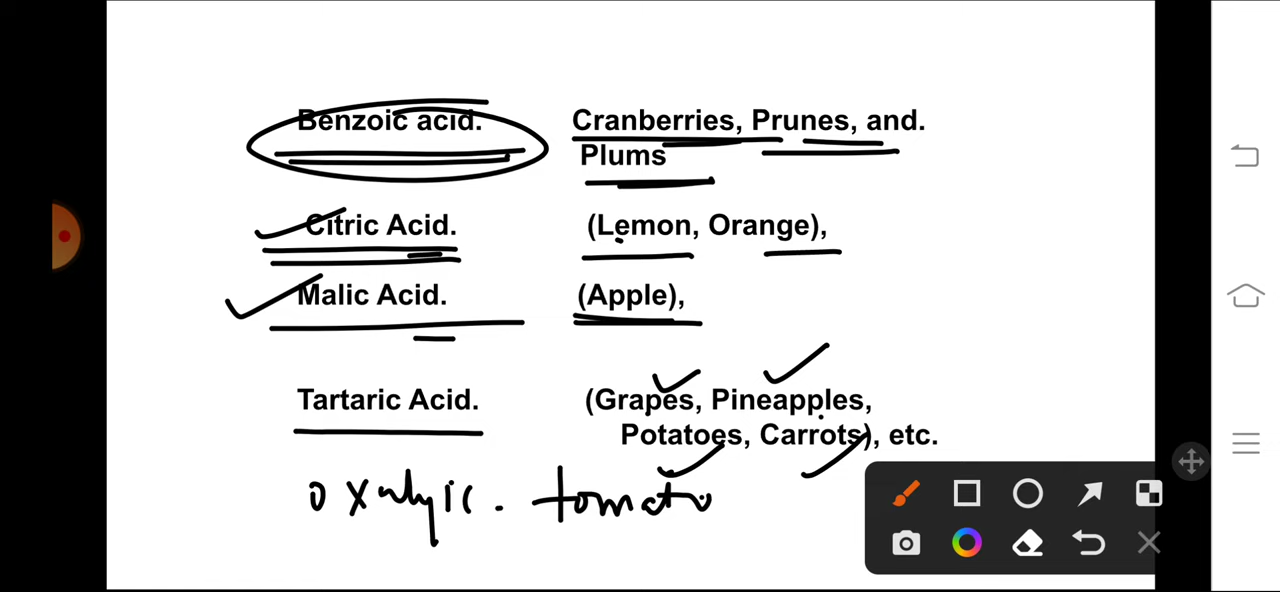 Benzoic acid. Cranberries, Prunes, and.
Plums
Citric Acid. (Lemon, Orange),
Malic Acid. (Apple),
Tartaric Acid. (Grapes, Pineapples,
Potatoes, Carrots), etc.
oxalyic. tomato